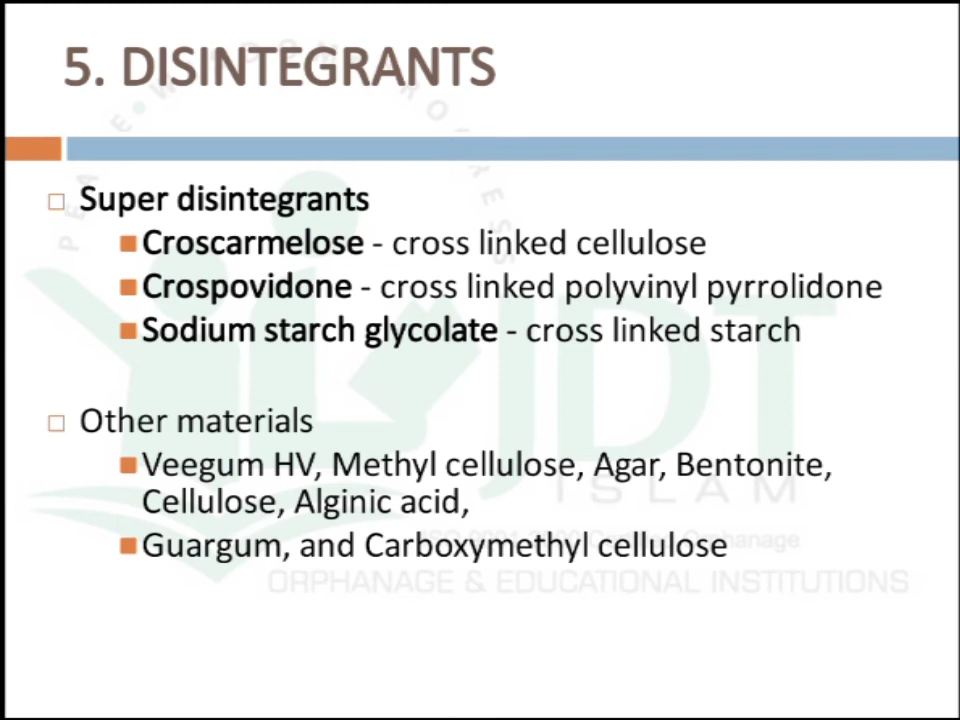 5. DISINTEGRANTS
Super disintegrants
Croscarmelose - cross linked cellulose
Crospovidone - cross linked polyvinyl pyrrolidone
Sodium starch glycolate - cross linked starch
Other materials
Veegum HV, Methyl cellulose, Agar, Bentonite,
Cellulose, Alginic acid,
Guargum, and Carboxymethyl cellulose
JDT
ISLAM
ORPHANAGE & EDUCATIONAL INSTITUTIONS